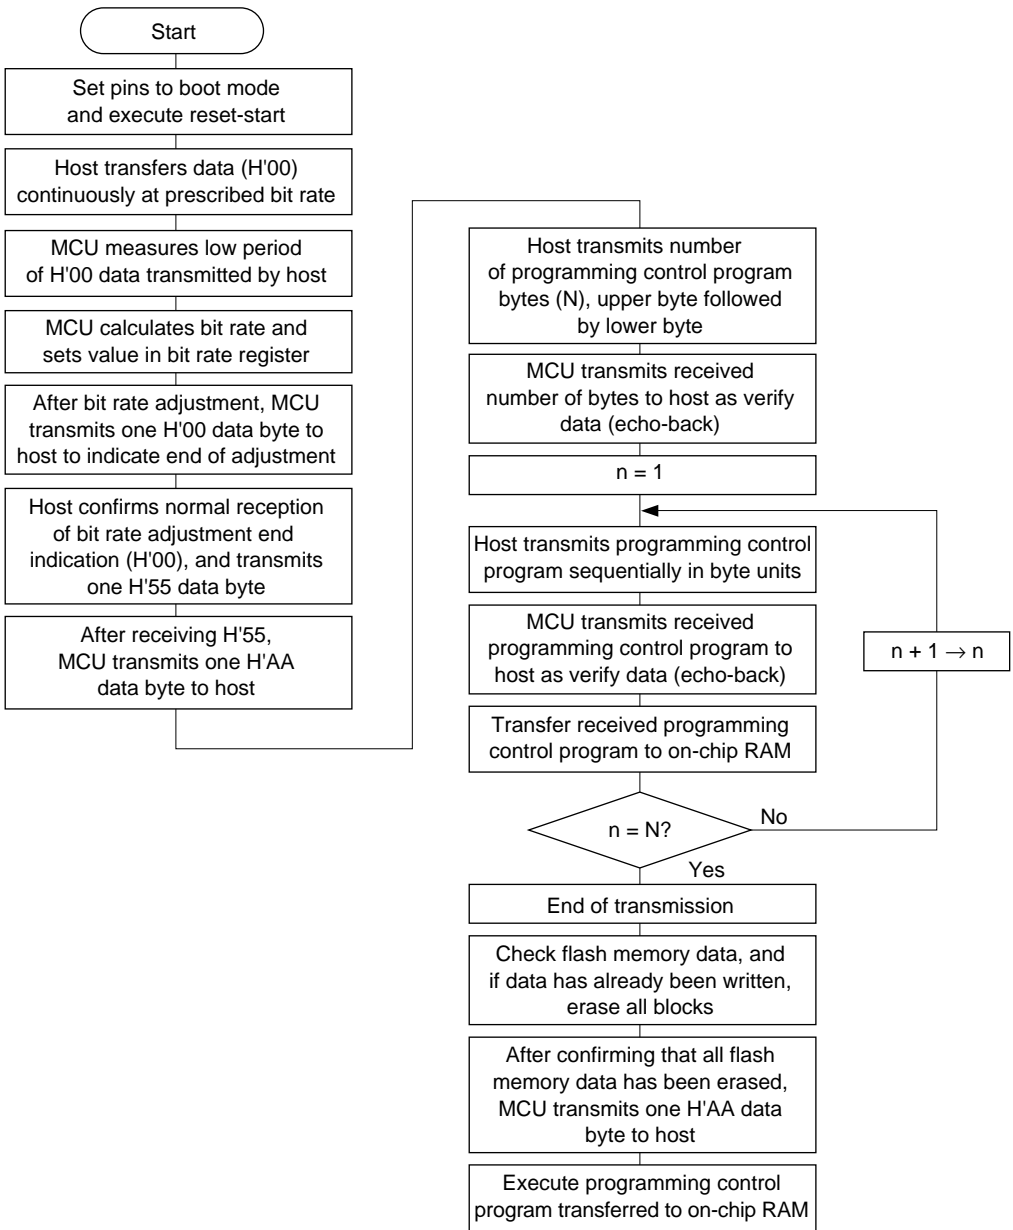 Start
Set pins to boot mode
and execute reset-start
Host transfers data (H'00)
continuously at prescribed bit rate
MCU measures low period
of H'00 data transmitted by host
MCU calculates bit rate and
sets value in bit rate register
After bit rate adjustment, MCU
transmits one H'00 data byte to
host to indicate end of adjustment
Host confirms normal reception
of bit rate adjustment end
indication (H'00), and transmits
one H'55 data byte
After receiving H'55,
MCU transmits one H'AA
data byte to host
Host transmits number
of programming control program
bytes (N), upper byte followed
by lower byte
MCU transmits received
number of bytes to host as verify
data (echo-back)
n = 1
Host transmits programming control
program sequentially in byte units
MCU transmits received
programming control program to
host as verify data (echo-back)
n + 1 → n
Transfer received programming
control program to on-chip RAM
n = N?
No
Yes
End of transmission
Check flash memory data, and
if data has already been written,
erase all blocks
After confirming that all flash
memory data has been erased,
MCU transmits one H'AA data
byte to host
Execute programming control
program transferred to on-chip RAM